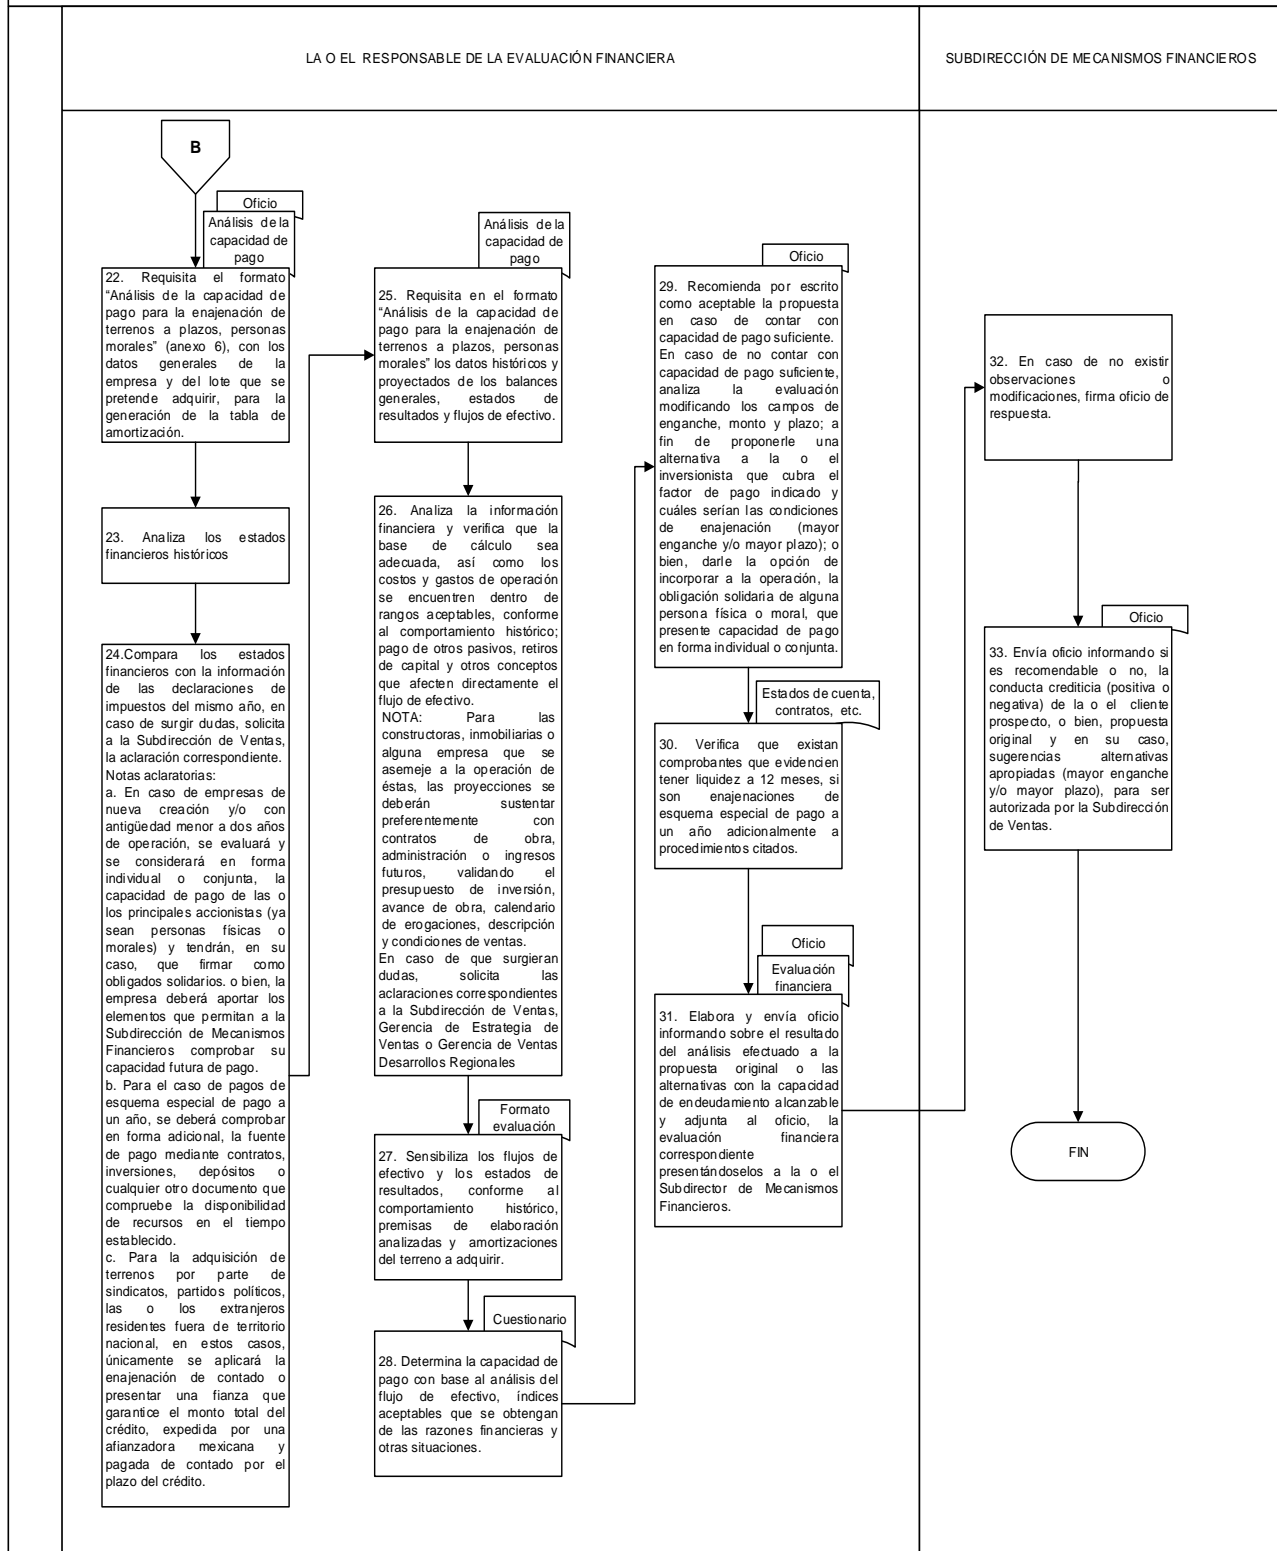 LA O EL RESPONSABLE DE LA EVALUACIÓN FINANCIERA
SUBDIRECCIÓN DE MECANISMOS FINANCIEROS
B
Oficio
Análisis de la
capacidad de
pago
22. Requisita el formato
“Análisis de la capacidad de
pago para la enajenación de
terrenos a plazos, personas
morales” (anexo 6), con los
datos generales de la
empresa y del lote que se
pretende adquirir, para la
generación de la tabla de
amortización.
23. Analiza los estados
financieros históricos
24.Compara los estados
financieros con la información
de las declaraciones de
impuestos del mismo año, en
caso de surgir dudas, solicita
a la Subdirección de Ventas,
la aclaración correspondiente.
Notas aclaratorias:
a. En caso de empresas de
nueva creación y/o con
antigüedad menor a dos años
de operación, se evaluará y
se considerará en forma
individual o conjunta, la
capacidad de pago de las o
los principales accionistas (ya
sean personas físicas o
morales) y tendrán, en su
caso, que firmar como
obligados solidarios. o bien, la
empresa deberá aportar los
elementos que permitan a la
Subdirección de Mecanismos
Financieros comprobar su
capacidad futura de pago.
b. Para el caso de pagos de
esquema especial de pago a
un año, se deberá comprobar
en forma adicional, la fuente
de pago mediante contratos,
inversiones, depósitos o
cualquier otro documento que
compruebe la disponibilidad
de recursos en el tiempo
establecido.
c. Para la adquisición de
terrenos por parte de
sindicatos, partidos políticos,
las o los extranjeros
residentes fuera de territorio
nacional, en estos casos,
únicamente se aplicará la
enajenación de contado o
presentar una fianza que
garantice el monto total del
crédito, expedida por una
afianzadora mexicana y
pagada de contado por el
plazo del crédito.
Análisis de la
capacidad de
pago
25. Requisita en el formato
“Análisis de la capacidad de
pago para la enajenación de
terrenos a plazos, personas
morales” los datos históricos y
proyectados de los balances
generales, estados de
resultados y flujos de efectivo.
26. Analiza la información
financiera y verifica que la
base de cálculo sea
adecuada, así como los
costos y gastos de operación
se encuentren dentro de
rangos aceptables, conforme
al comportamiento histórico;
pago de otros pasivos, retiros
de capital y otros conceptos
que afecten directamente el
flujo de efectivo.
NOTA: Para las
constructoras, inmobiliarias o
alguna empresa que se
asemeje a la operación de
éstas, las proyecciones se
deberán sustentar
preferentemente con
contratos de obra,
administración o ingresos
futuros, validando el
presupuesto de inversión,
avance de obra, calendario
de erogaciones, descripción
y condiciones de ventas.
En caso de que surgieran
dudas, solicita las
aclaraciones correspondientes
a la Subdirección de Ventas,
Gerencia de Estrategia de
Ventas o Gerencia de Ventas
Desarrollos Regionales
Formato
evaluación
27. Sensibiliza los flujos de
efectivo y los estados de
resultados, conforme al
comportamiento histórico,
premisas de elaboración
analizadas y amortizaciones
del terreno a adquirir.
Cuestionario
28. Determina la capacidad de
pago con base al análisis del
flujo de efectivo, índices
aceptables que se obtengan
de las razones financieras y
otras situaciones.
Oficio
29. Recomienda por escrito
como aceptable la propuesta
en caso de contar con
capacidad de pago suficiente.
En caso de no contar con
capacidad de pago suficiente,
analiza la evaluación
modificando los campos de
enganche, monto y plazo; a
fin de proponerle una
alternativa a la o el
inversionista que cubra el
factor de pago indicado y
cuáles serían las condiciones
de enajenación (mayor
enganche y/o mayor plazo); o
bien, darle la opción de
incorporar a la operación, la
obligación solidaria de alguna
persona física o moral, que
presente capacidad de pago
en forma individual o conjunta.
Estados de cuenta,
contratos, etc.
30. Verifica que existan
comprobantes que evidencien
tener liquidez a 12 meses, si
son enajenaciones de
esquema especial de pago a
un año adicionalmente a
procedimientos citados.
Oficio
Evaluación
financiera
31. Elabora y envía oficio
informando sobre el resultado
del análisis efectuado a la
propuesta original o las
alternativas con la capacidad
de endeudamiento alcanzable
y adjunta al oficio, la
evaluación financiera
correspondiente
presentándoselos a la o el
Subdirector de Mecanismos
Financieros.
32. En caso de no existir
observaciones o
modificaciones, firma oficio de
respuesta.
Oficio
33. Envía oficio informando si
es recomendable o no, la
conducta crediticia (positiva o
negativa) de la o el cliente
prospecto, o bien, propuesta
original y en su caso,
sugerencias alternativas
apropiadas (mayor enganche
y/o mayor plazo), para ser
autorizada por la Subdirección
de Ventas.
FIN